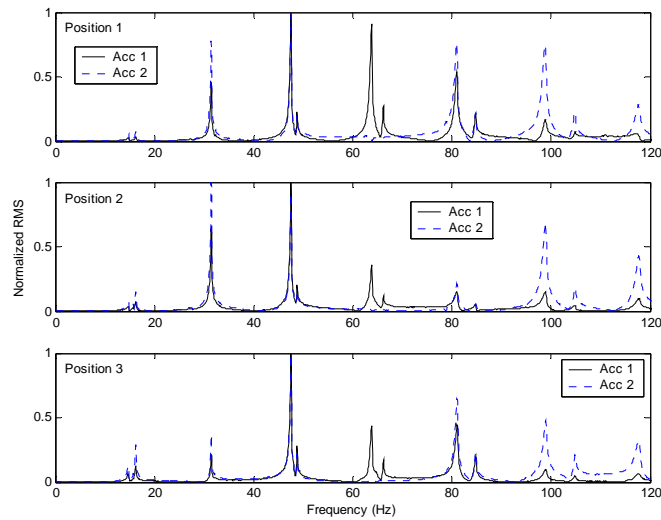 1
0.5
0
Position 1
Acc 1
Acc 2
0 20 40 60 80 100 120
1
0.5
0
Normalized RMS
Position 2
Acc 1
Acc 2
0 20 40 60 80 100 120
1
0.5
0
Position 3
Acc 1
Acc 2
0 20 40 60 80 100 120
Frequency (Hz)